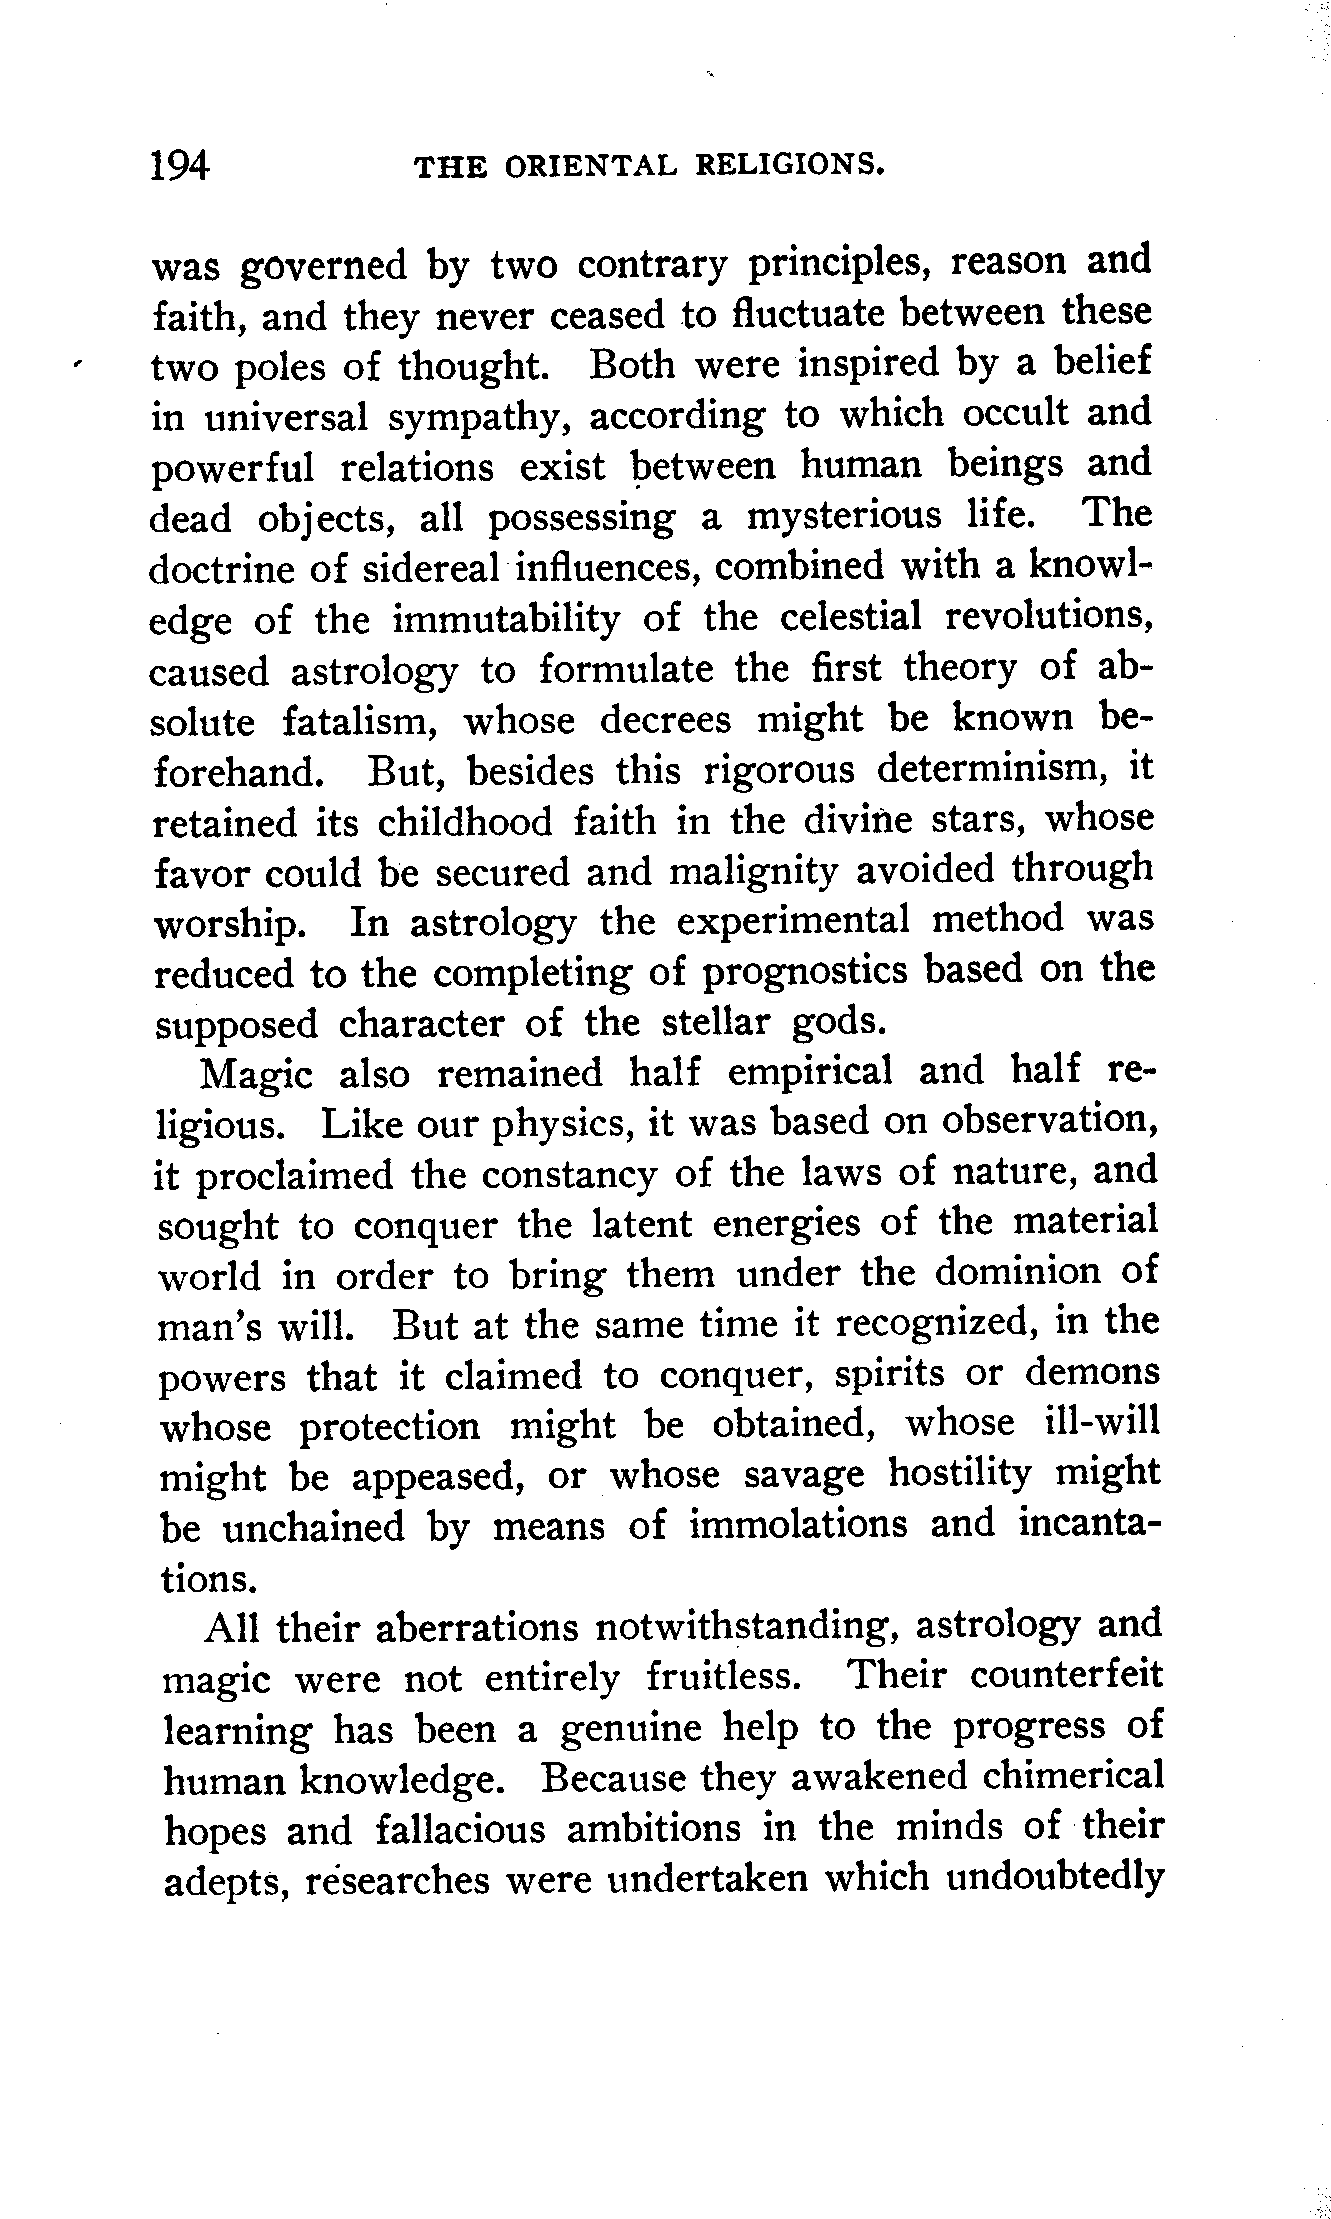 194 THE ORIENTAL RELIGIONS.
was governed by two contrary principles, reason and
faith, and they never ceased to fluctuate between these
two poles of thought. Both were inspired by a belief
in universal sympathy, according to which occult and
powerful relations exist between human beings and
dead objects, all possessing a mysterious life. The
doctrine of sidereal influences, combined with a knowl-
edge of the immutability of the celestial revolutions,
caused astrology to formulate the first theory of ab-
solute fatalism, whose decrees might be known be-
forehand. But, besides this rigorous determinism, it
retained its childhood faith in the divine stars, whose
favor could be secured and malignity avoided through
worship. In astrology the experimental method was
reduced to the completing of prognostics based on the
supposed character of the stellar gods.
Magic also remained half empirical and half re-
ligious. Like our physics, it was based on observation,
it proclaimed the constancy of the laws of nature, and
sought to conquer the latent energies of the material
world in order to bring them under the dominion of
man's will. But at the same time it recognized, in the
powers that it claimed to conquer, spirits or demons
whose protection might be obtained, whose ill-will
might be appeased, or whose savage hostility might
be unchained by means of immolations and incanta-
tions.
All their aberrations notwithstanding, astrology and
magic were not entirely fruitless. Their counterfeit
learning has been a genuine help to the progress of
human knowledge. Because they awakened chimerical
hopes and fallacious ambitions in the minds of their
adepts, researches were undertaken which undoubtedly